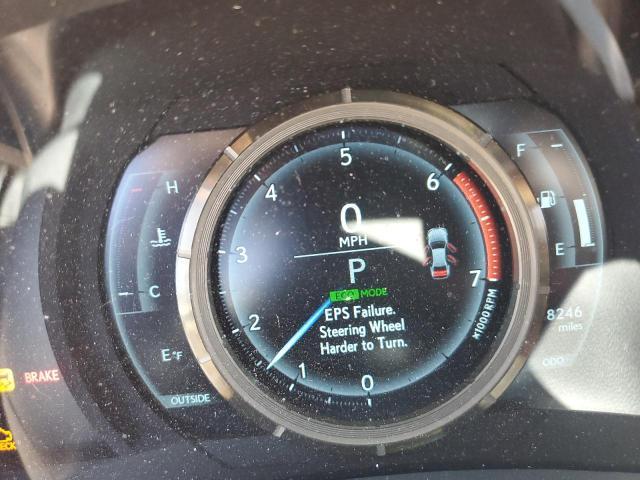 5
4
6
3
7
2
1
0
x1000RPM
0
MPH
P
ECO MODE
EPS Failure.
Steering Wheel
Harder to Turn.
H
C
E°F
OUTSIDE
F
E
8246
miles
ODO
BRAKE